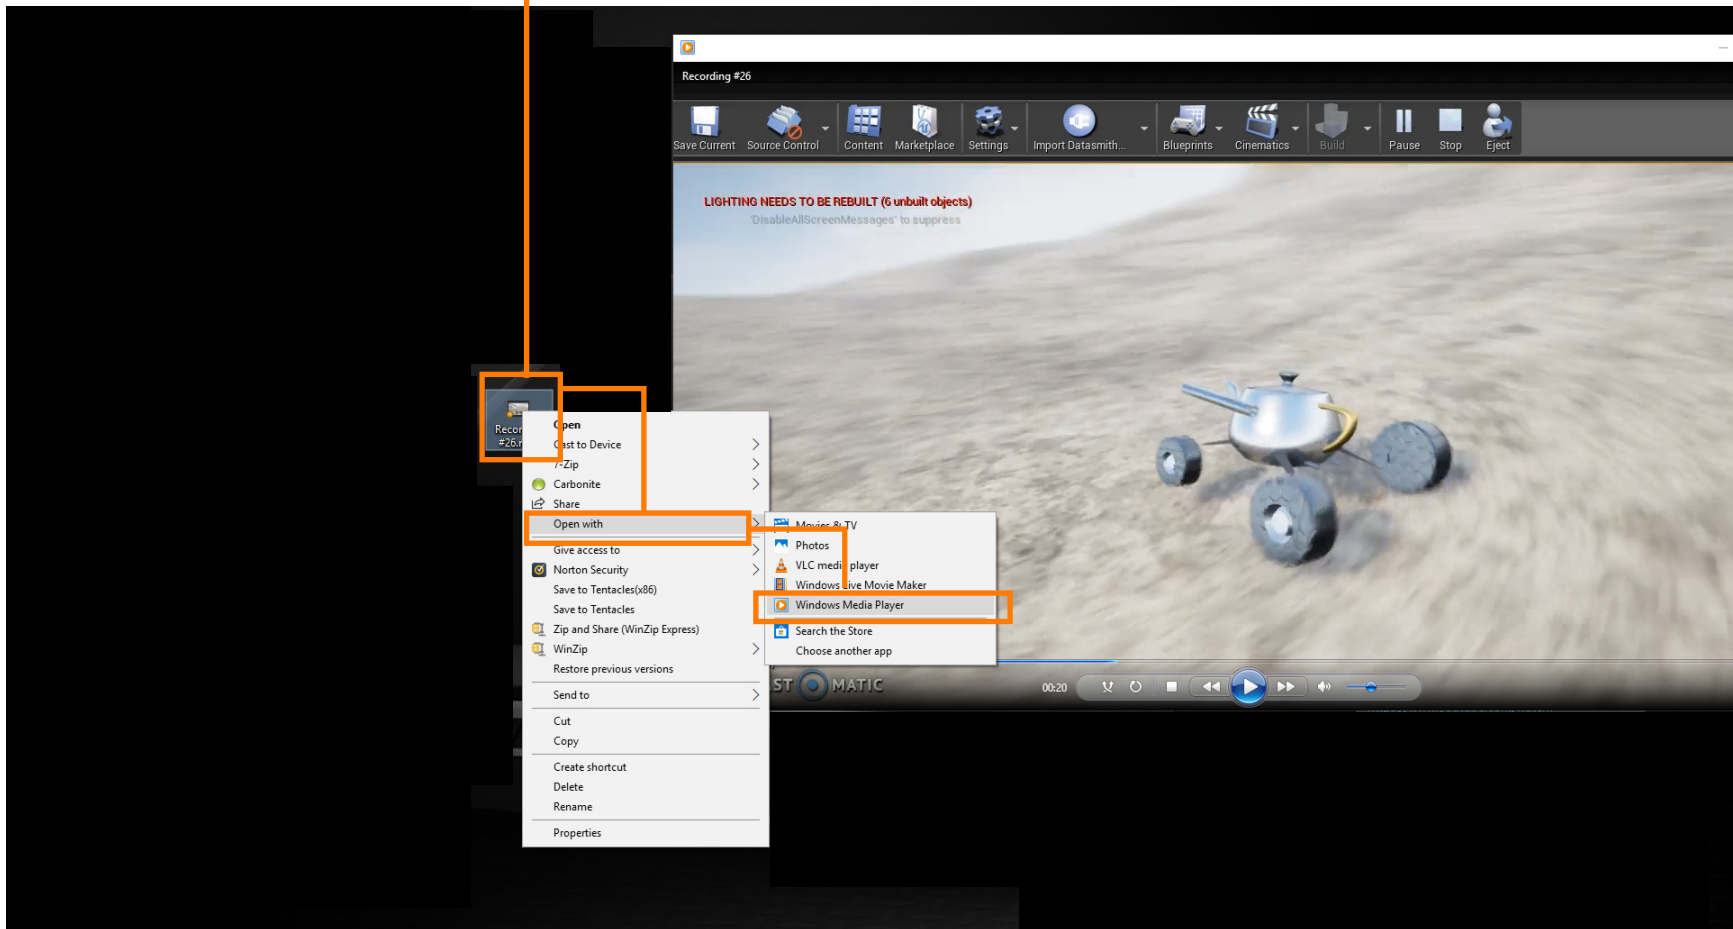 Recording #26
Save Current
Source Control
Content
Marketplace
Settings
Import Datasmith...
Blueprints
Cinematics
Build
Pause
Stop
Eject
LIGHTING NEEDS TO BE REBUILT (6 unbuilt objects)
'DisableAllScreenMessages' to suppress
#26
Open
Cast to Device
7-Zip
Carbonite
Share
Open with
Give access to
Norton Security
Save to Tentacles(x86)
Save to Tentacles
Zip and Share (WinZip Express)
WinZip
Restore previous versions
Send to
Cut
Copy
Create shortcut
Delete
Rename
Properties
Movies & TV
Photos
VLC media player
Windows Live Movie Maker
Windows Media Player
Search the Store
Choose another app
MATIC
00:20